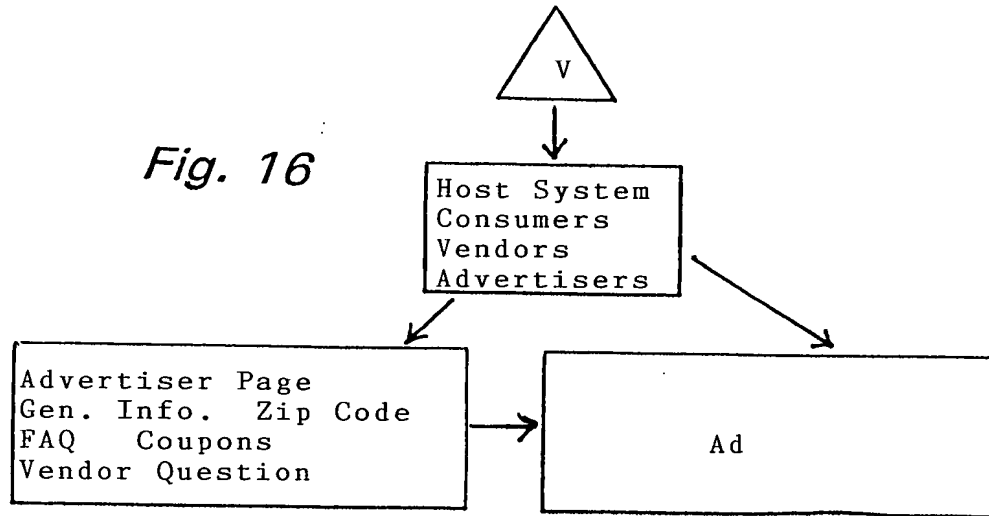 V
Fig. 16
Host System
Consumers
Vendors
Advertisers
Advertiser Page
Gen. Info. Zip Code
FAQ Coupons
Vendor Question
Ad